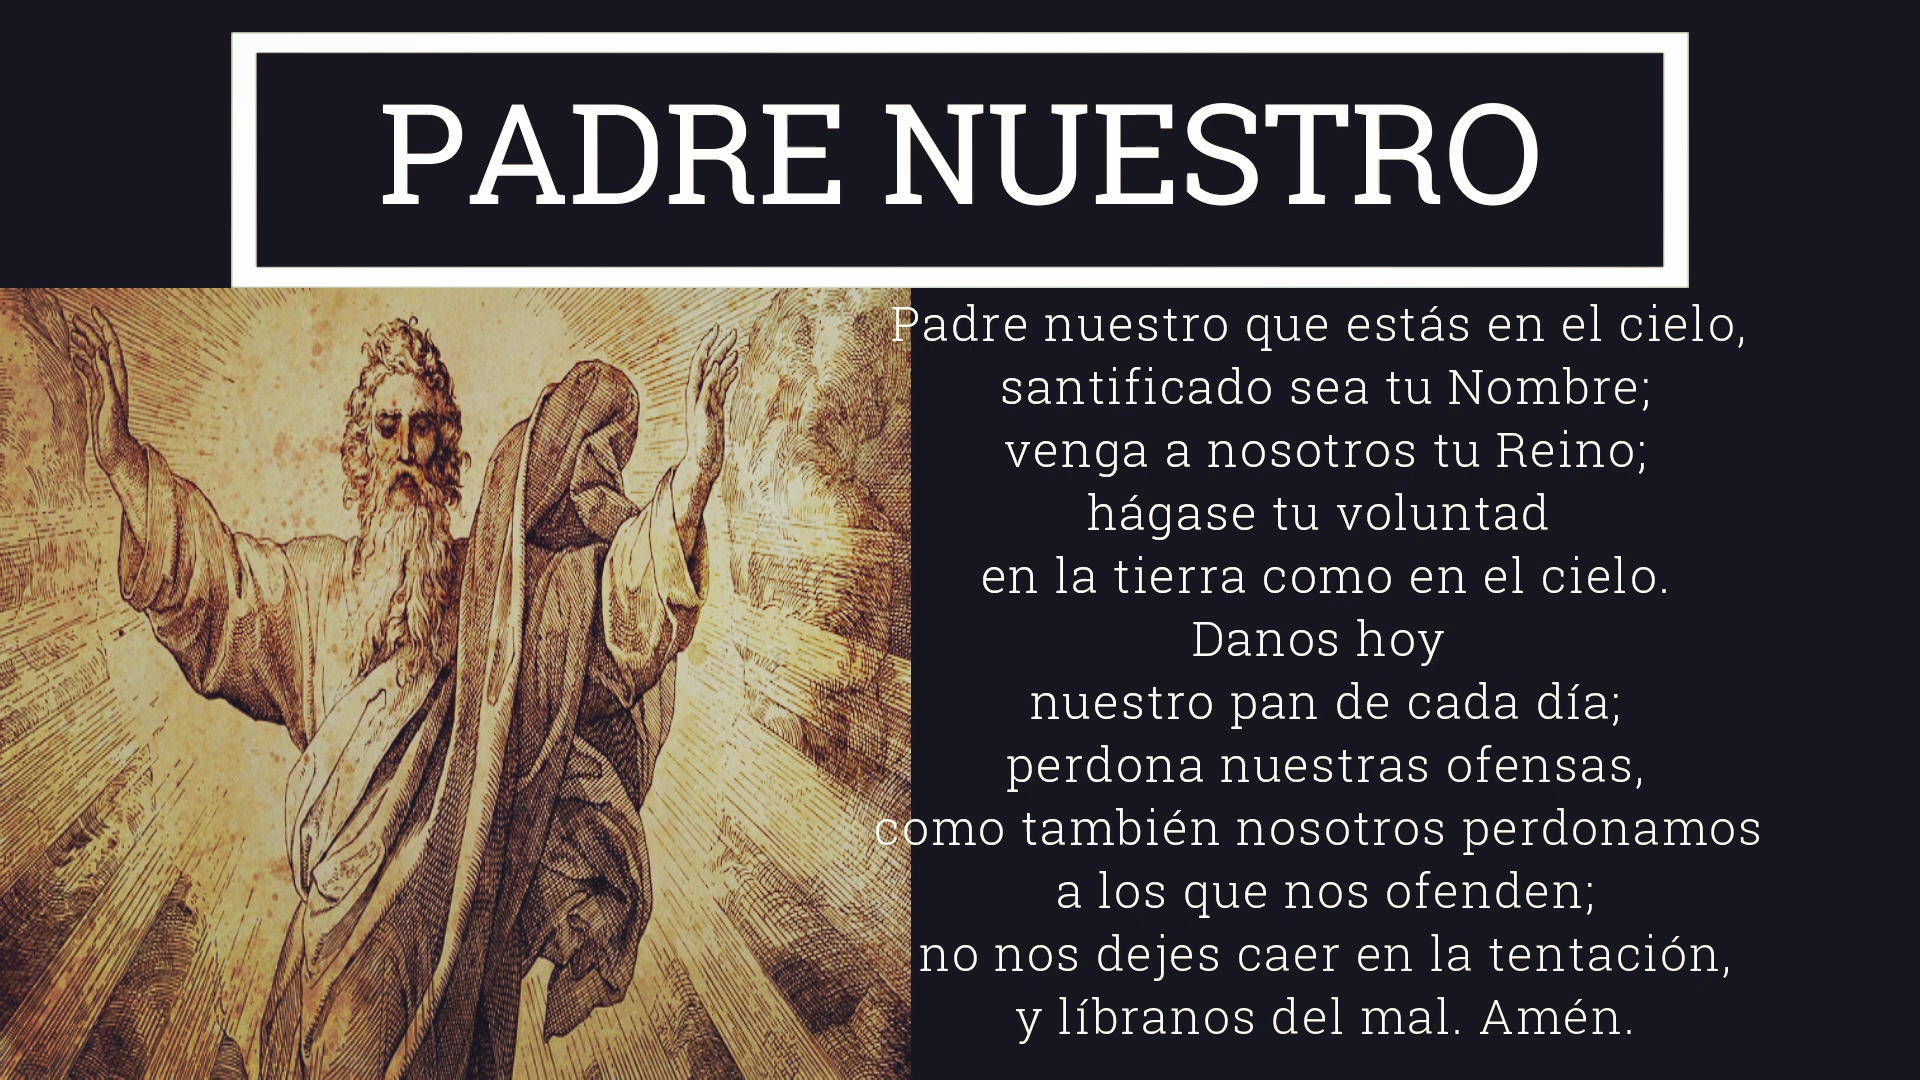 PADRE NUESTRO
Padre nuestro que estás en el cielo,
santificado sea tu Nombre;
venga a nosotros tu Reino;
hágase tu voluntad
en la tierra como en el cielo.
Danos hoy
nuestro pan de cada día;
perdona nuestras ofensas,
como también nosotros perdonamos
a los que nos ofenden;
no nos dejes caer en la tentación,
y líbranos del mal. Amén.